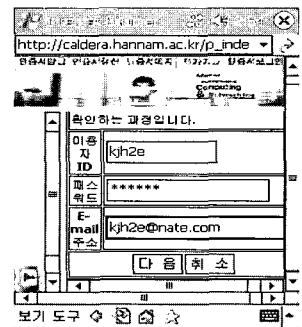 http://caldera.hannam.ac.kr/p_inde
Computing
확인하는 과정입니다.
이용자 ID
kjh2e
패스워드
******
E-mail 주소
kjh2e@nate.com
다 음 취 소
보기 도구